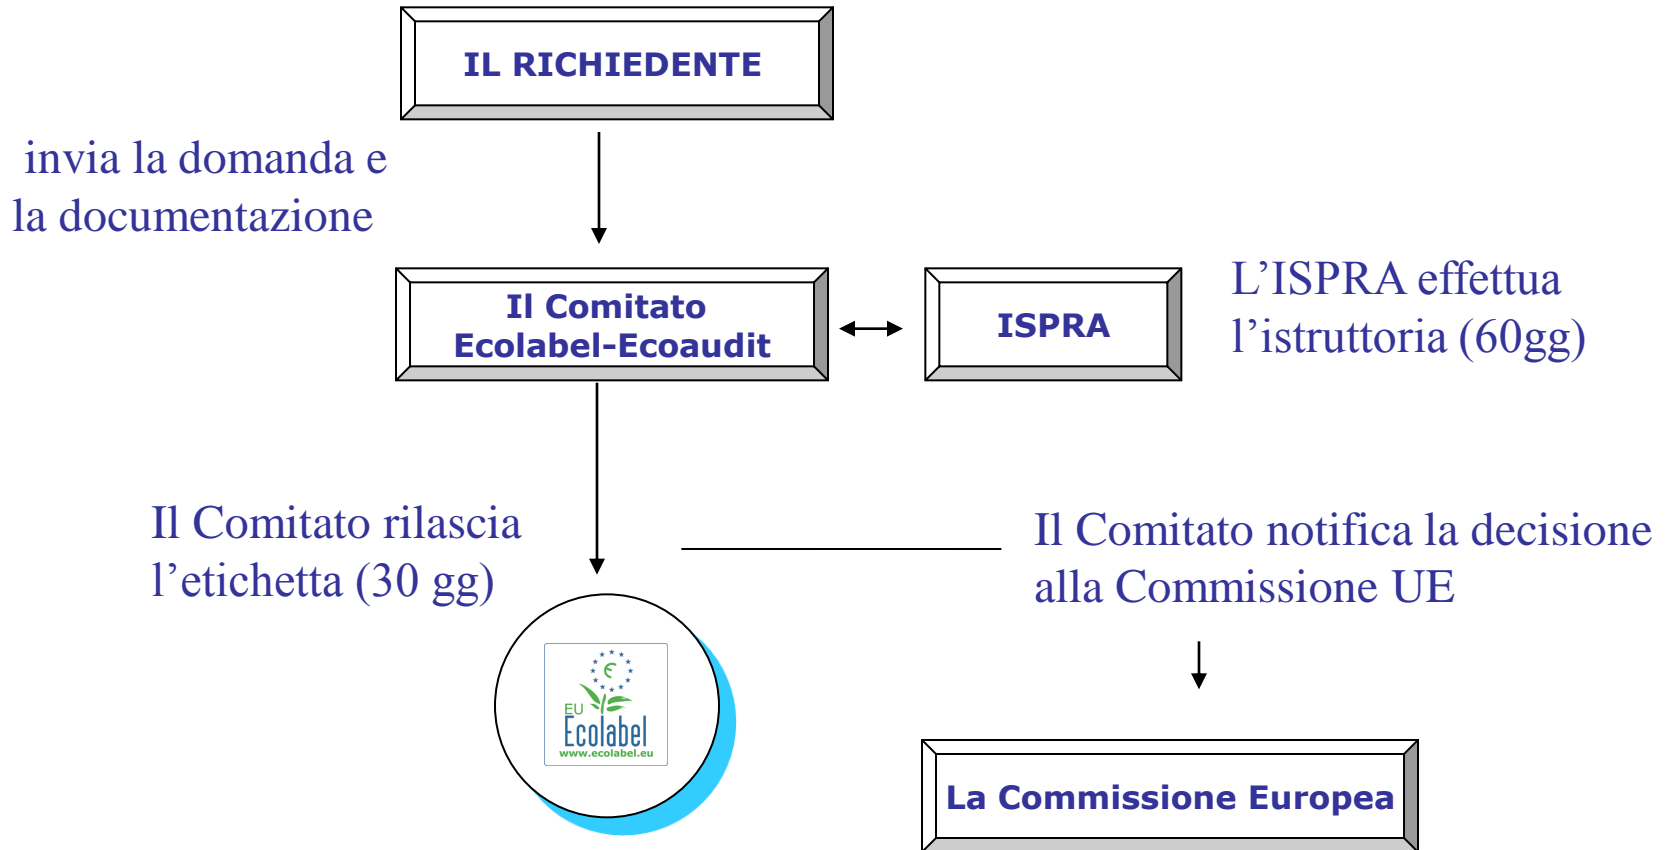 IL RICHIEDENTE
invia la domanda e
la documentazione
Il Comitato
Ecolabel-Ecoaudit
ISPRA
L’ISPRA effettua
l’istruttoria (60gg)
Il Comitato rilascia
l’etichetta (30 gg)
Il Comitato notifica la decisione
alla Commissione UE
EU
Ecolabel
www.ecolabel.eu
La Commissione Europea